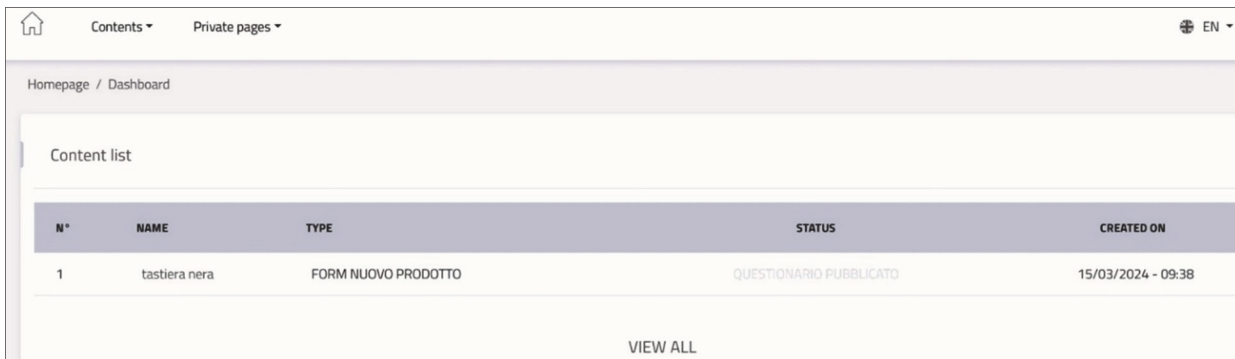 Contents Private pages EN
Homepage / Dashboard
Content list
N° NAME TYPE STATUS CREATED ON
1 tastiera nera FORM NUOVO PRODOTTO QUESTIONARIO PUBBLICATO 15/03/2024 - 09:38
VIEW ALL